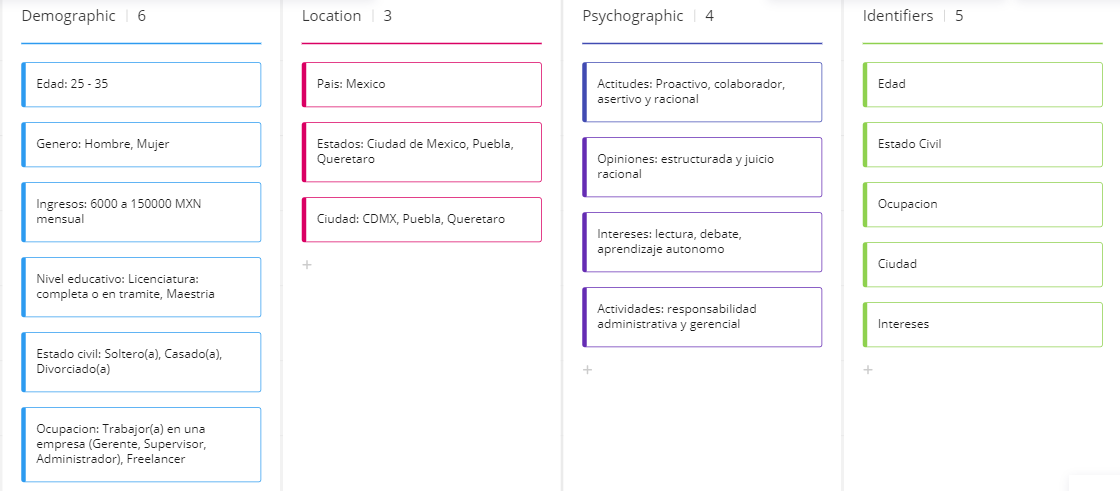 Demographic | 6
Edad: 25 - 35
Genero: Hombre, Mujer
Ingresos: 6000 a 150000 MXN
mensual
Nivel educativo: Licenciatura:
completa o en tramite, Maestria
Estado civil: Soltero(a), Casado(a),
Divorciado(a)
Ocupacion: Trabajor(a) en una
empresa (Gerente, Supervisor,
Administrador), Freelancer
Location | 3
Pais: Mexico
Estados: Ciudad de Mexico, Puebla,
Queretaro
Ciudad: CDMX, Puebla, Queretaro
+
Psychographic | 4
Actitudes: Proactivo, colaborador,
asertivo y racional
Opiniones: estructurada y juicio
racional
Intereses: lectura, debate,
aprendizaje autonomo
Actividades: responsabilidad
administrativa y gerencial
+
Identifiers | 5
Edad
Estado Civil
Ocupacion
Ciudad
Intereses
+